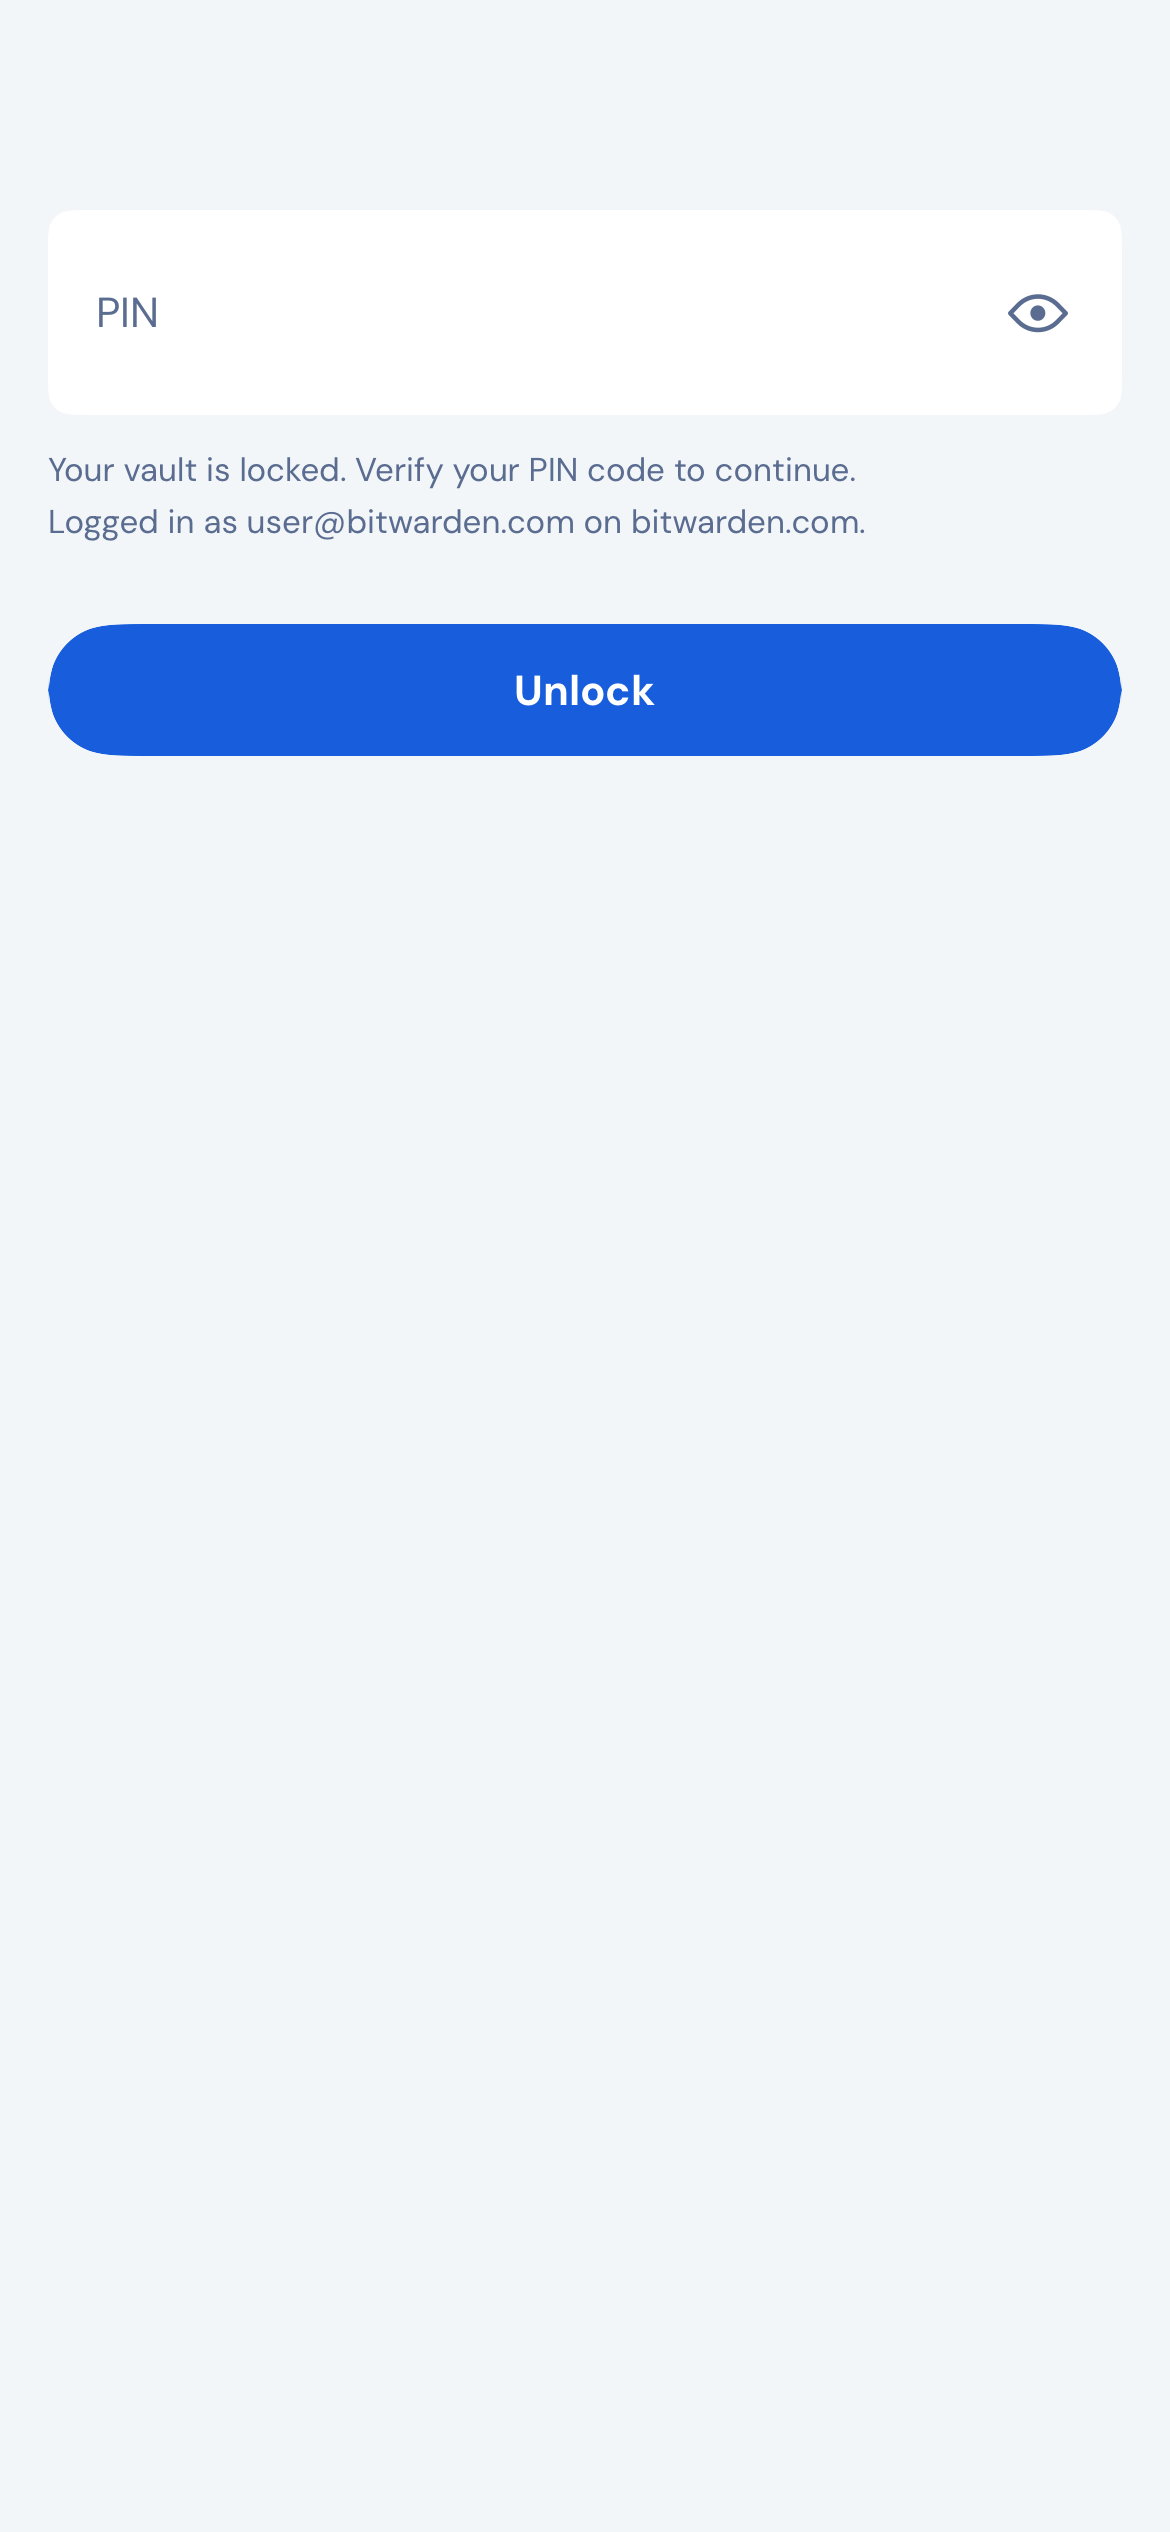 PIN
Your vault is locked. Verify your PIN code to continue.
Logged in as user@bitwarden.com on bitwarden.com.
Unlock